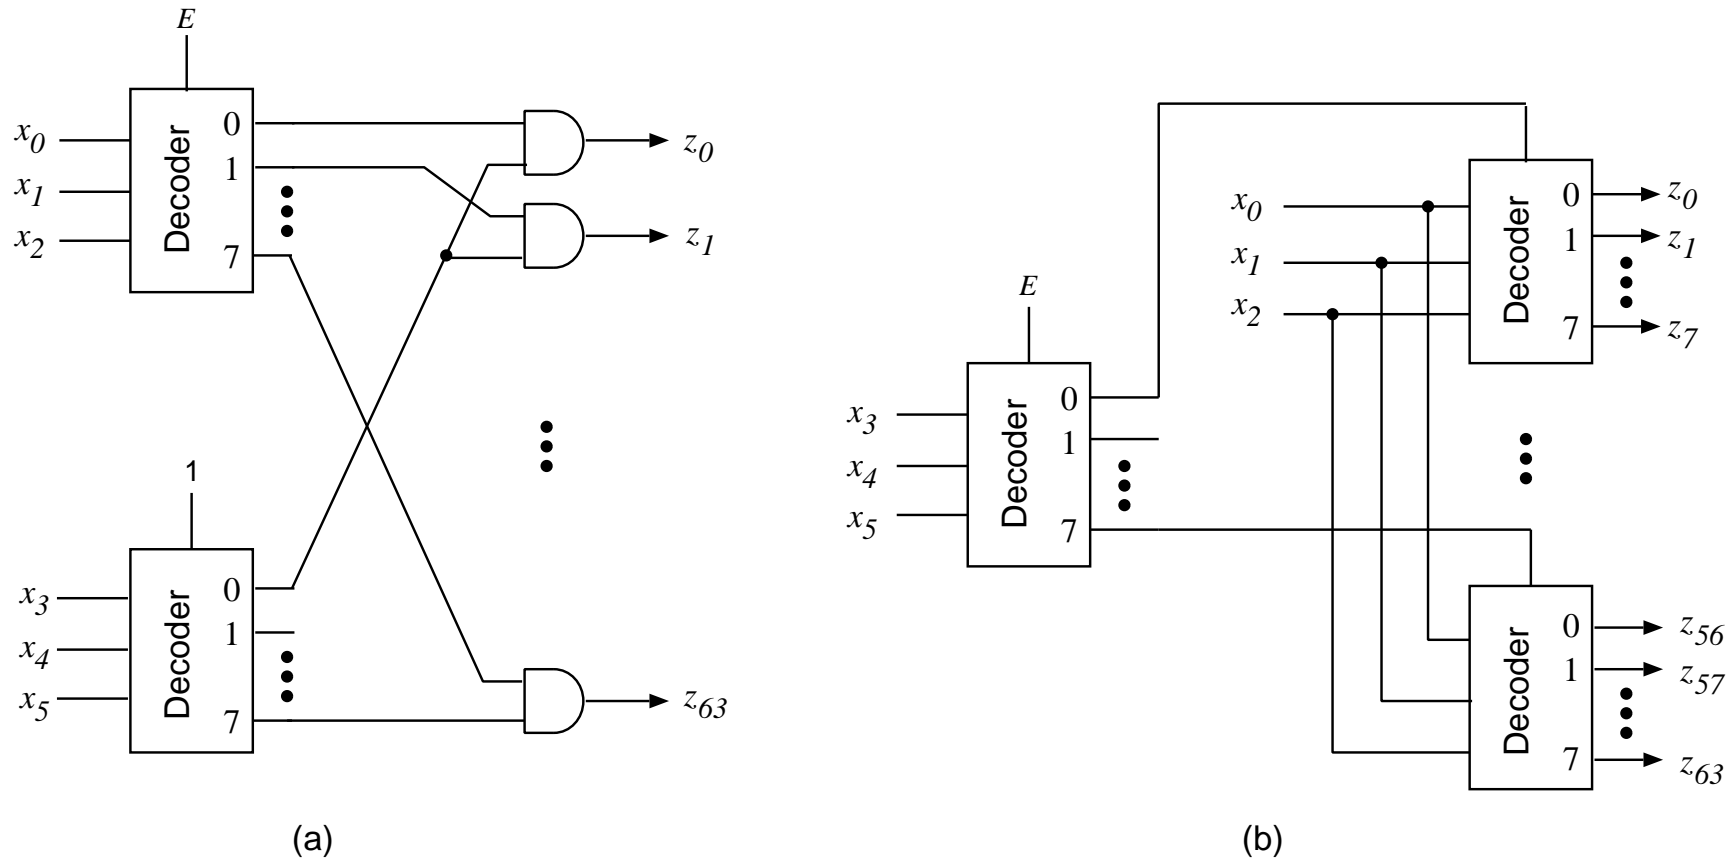 E
x0
x1
x2
Decoder
0
1
7
z0
z1
1
x3
x4
x5
Decoder
0
1
7
z63
(a)
E
x3
x4
x5
Decoder
0
1
7
x0
x1
x2
Decoder
0
1
7
z0
z1
z7
Decoder
0
1
7
z56
z57
z63
(b)